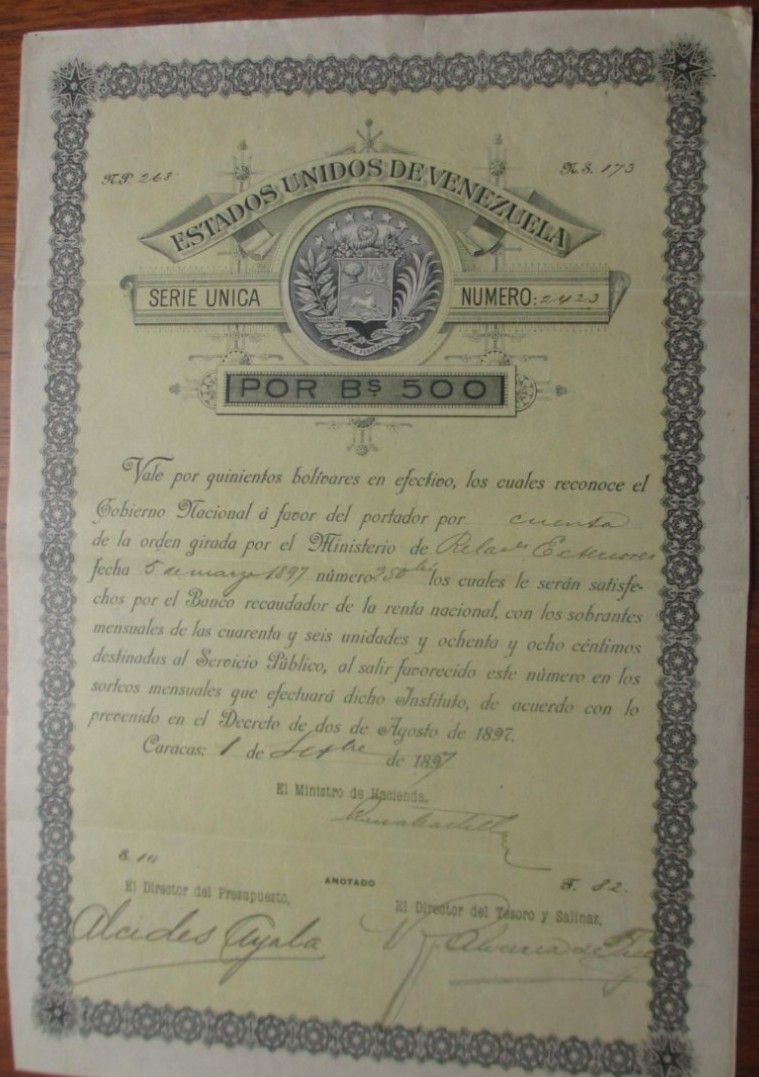 N.P. 268
N.S. 173
ESTADOS UNIDOS DE VENEZUELA
SERIE UNICA
NUMERO: 2423
POR Bs 500
Vale por quinientos bolívares en efectivo, los cuales reconoce el
Gobierno Nacional á favor del portador por cuenta
de la orden girada por el Ministerio de Relaes Exteriores
fecha 5 de marzo 1897 número 250 los cuales le serán satisfe-
chos por el Banco recaudador de la renta nacional, con los sobrantes
mensuales de las cuarenta y seis unidades y ochenta y ocho céntimos
destinadas al Servicio Público, al salir favorecido este número en los
sorteos mensuales que efectuará dicho Instituto, de acuerdo con lo
prevenido en el Decreto de dos de Agosto de 1897.
Caracas: 1 de Setbre de 1897
El Ministro de Hacienda,
S. 10
ANOTADO
F. 82.
El Director del Presupuesto,
El Director del Tesoro y Salinas,
Alcides Ayala